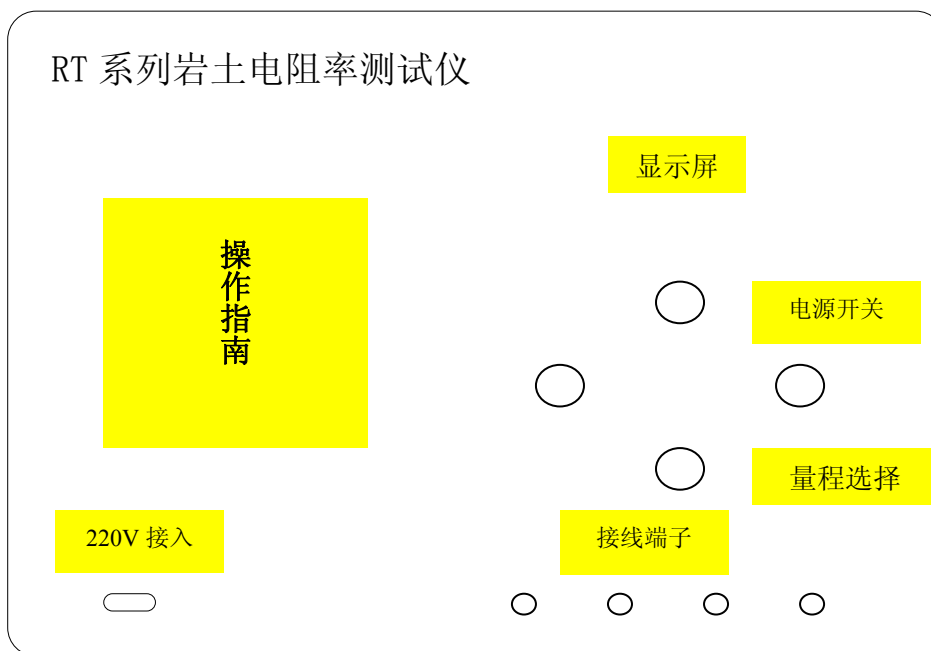 RT 系列岩土电阻率测试仪
显示屏
操作指南
电源开关
量程选择
220V 接入
接线端子